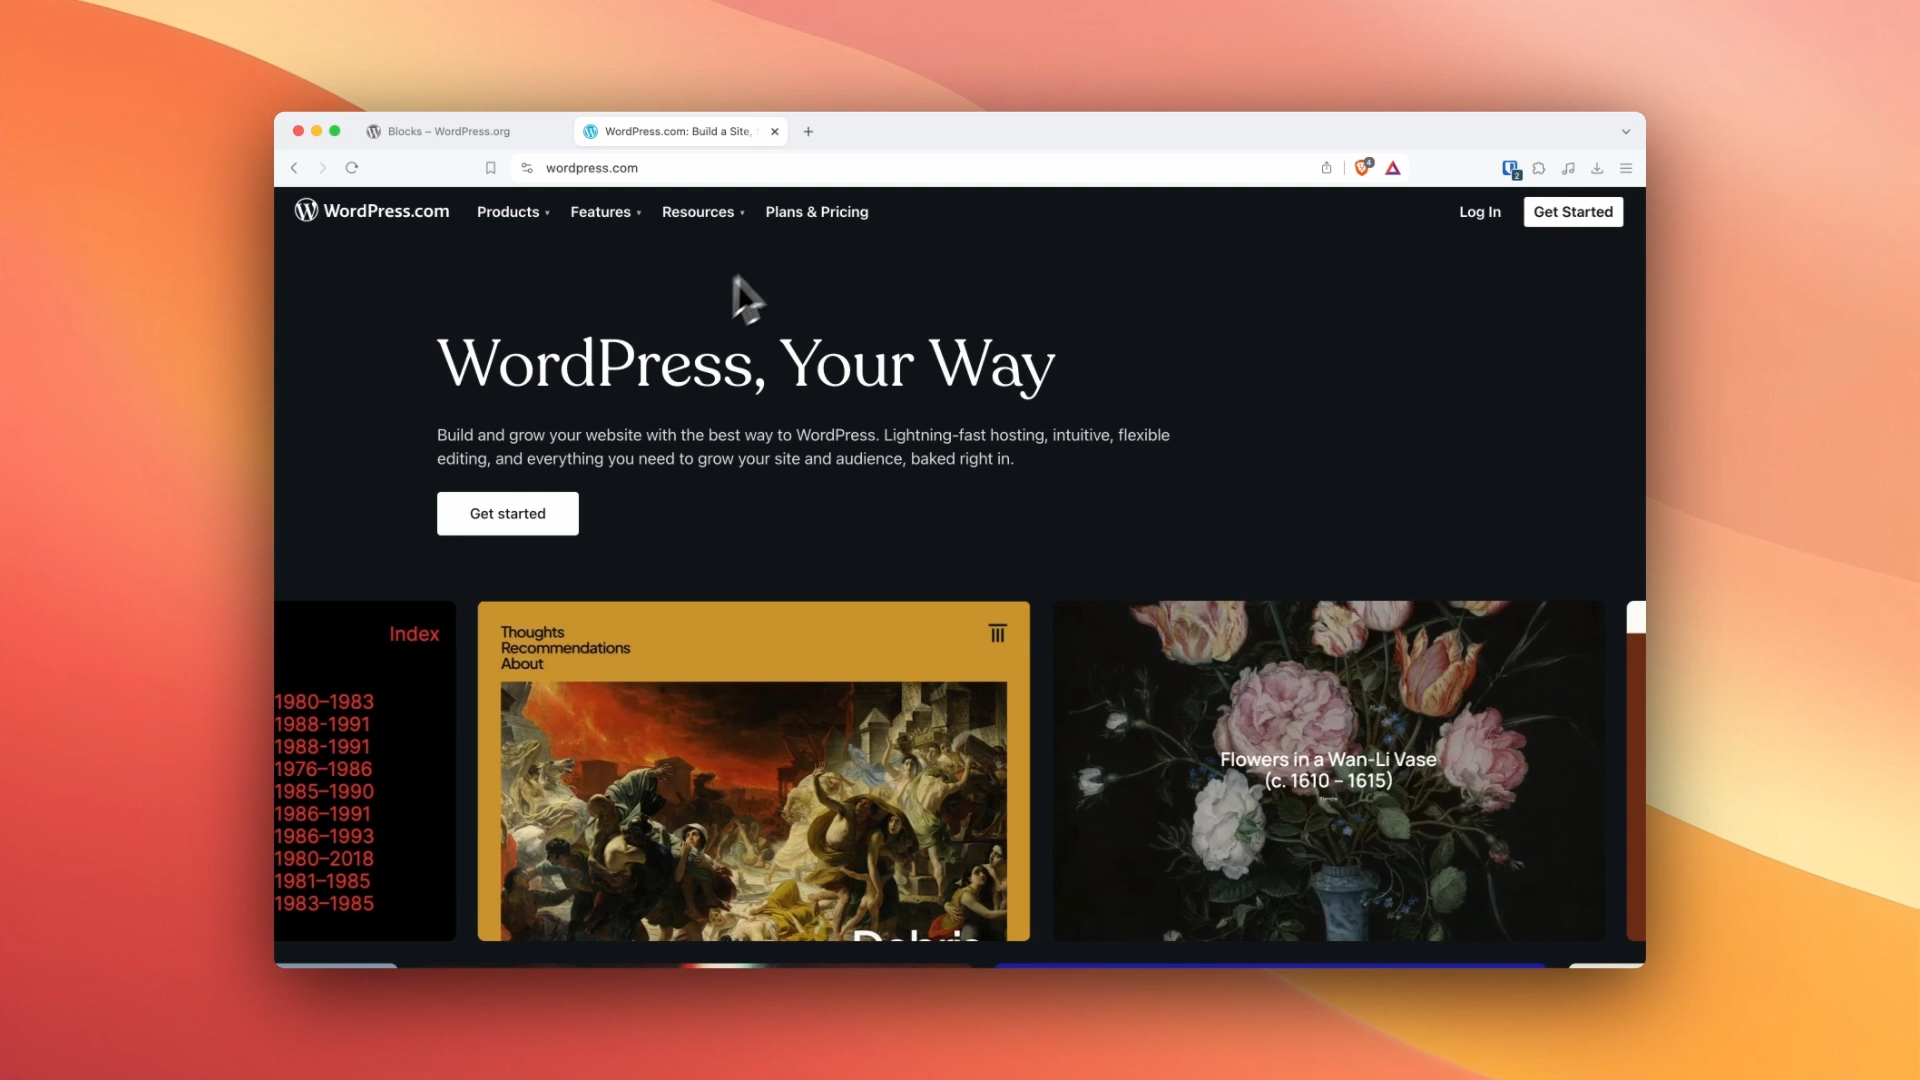 Blocks – WordPress.org
WordPress.com: Build a Site,
wordpress.com
4
2
WordPress.com
Products
Features
Resources
Plans & Pricing
Log In
Get Started
WordPress, Your Way
Build and grow your website with the best way to WordPress. Lightning-fast hosting, intuitive, flexible
editing, and everything you need to grow your site and audience, baked right in.
Get started
Index
1980–1983
1988-1991
1988-1991
1976–1986
1985–1990
1986–1991
1986–1993
1980–2018
1981–1985
1983–1985
Thoughts
Recommendations
About
Debris
Flowers in a Wan-Li Vase
(c. 1610 – 1615)